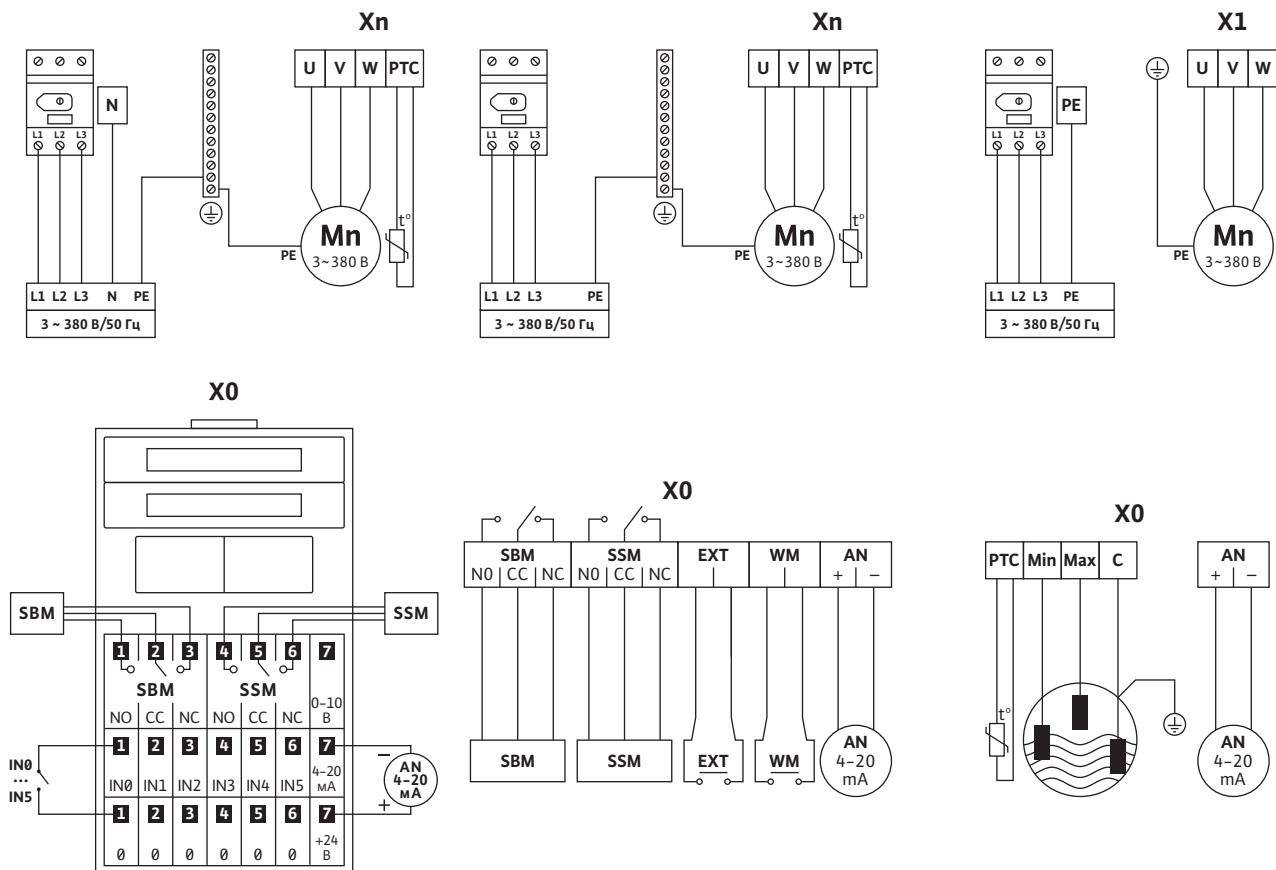 Xn
L1 L2 L3
N
U V W PTC
t°
Mn
3~380 В
PE
L1 L2 L3 N PE
3 ~ 380 В/50 Гц
Xn
L1 L2 L3
U V W PTC
t°
Mn
3~380 В
PE
L1 L2 L3 PE
3 ~ 380 В/50 Гц
X1
L1 L2 L3
PE
U V W
Mn
3~380 В
PE
L1 L2 L3 PE
3 ~ 380 В/50 Гц
X0
SBM
SSM
1 2 3 4 5 6 7
SBM SSM
0–10
В
NO CC NC NO CC NC
1 2 3 4 5 6 7
IN0
...
IN5
IN0 IN1 IN2 IN3 IN4 IN5
4–20
мА
–
AN
4–20
мА
+
1 2 3 4 5 6 7
0 0 0 0 0 0
+24
В
X0
SBM SSM EXT WM AN
N0 CC NC N0 CC NC + –
SBM
SSM
EXT
WM
AN
4–20
mA
X0
PTC Min Max C
AN
+ –
t°
AN
4–20
mA